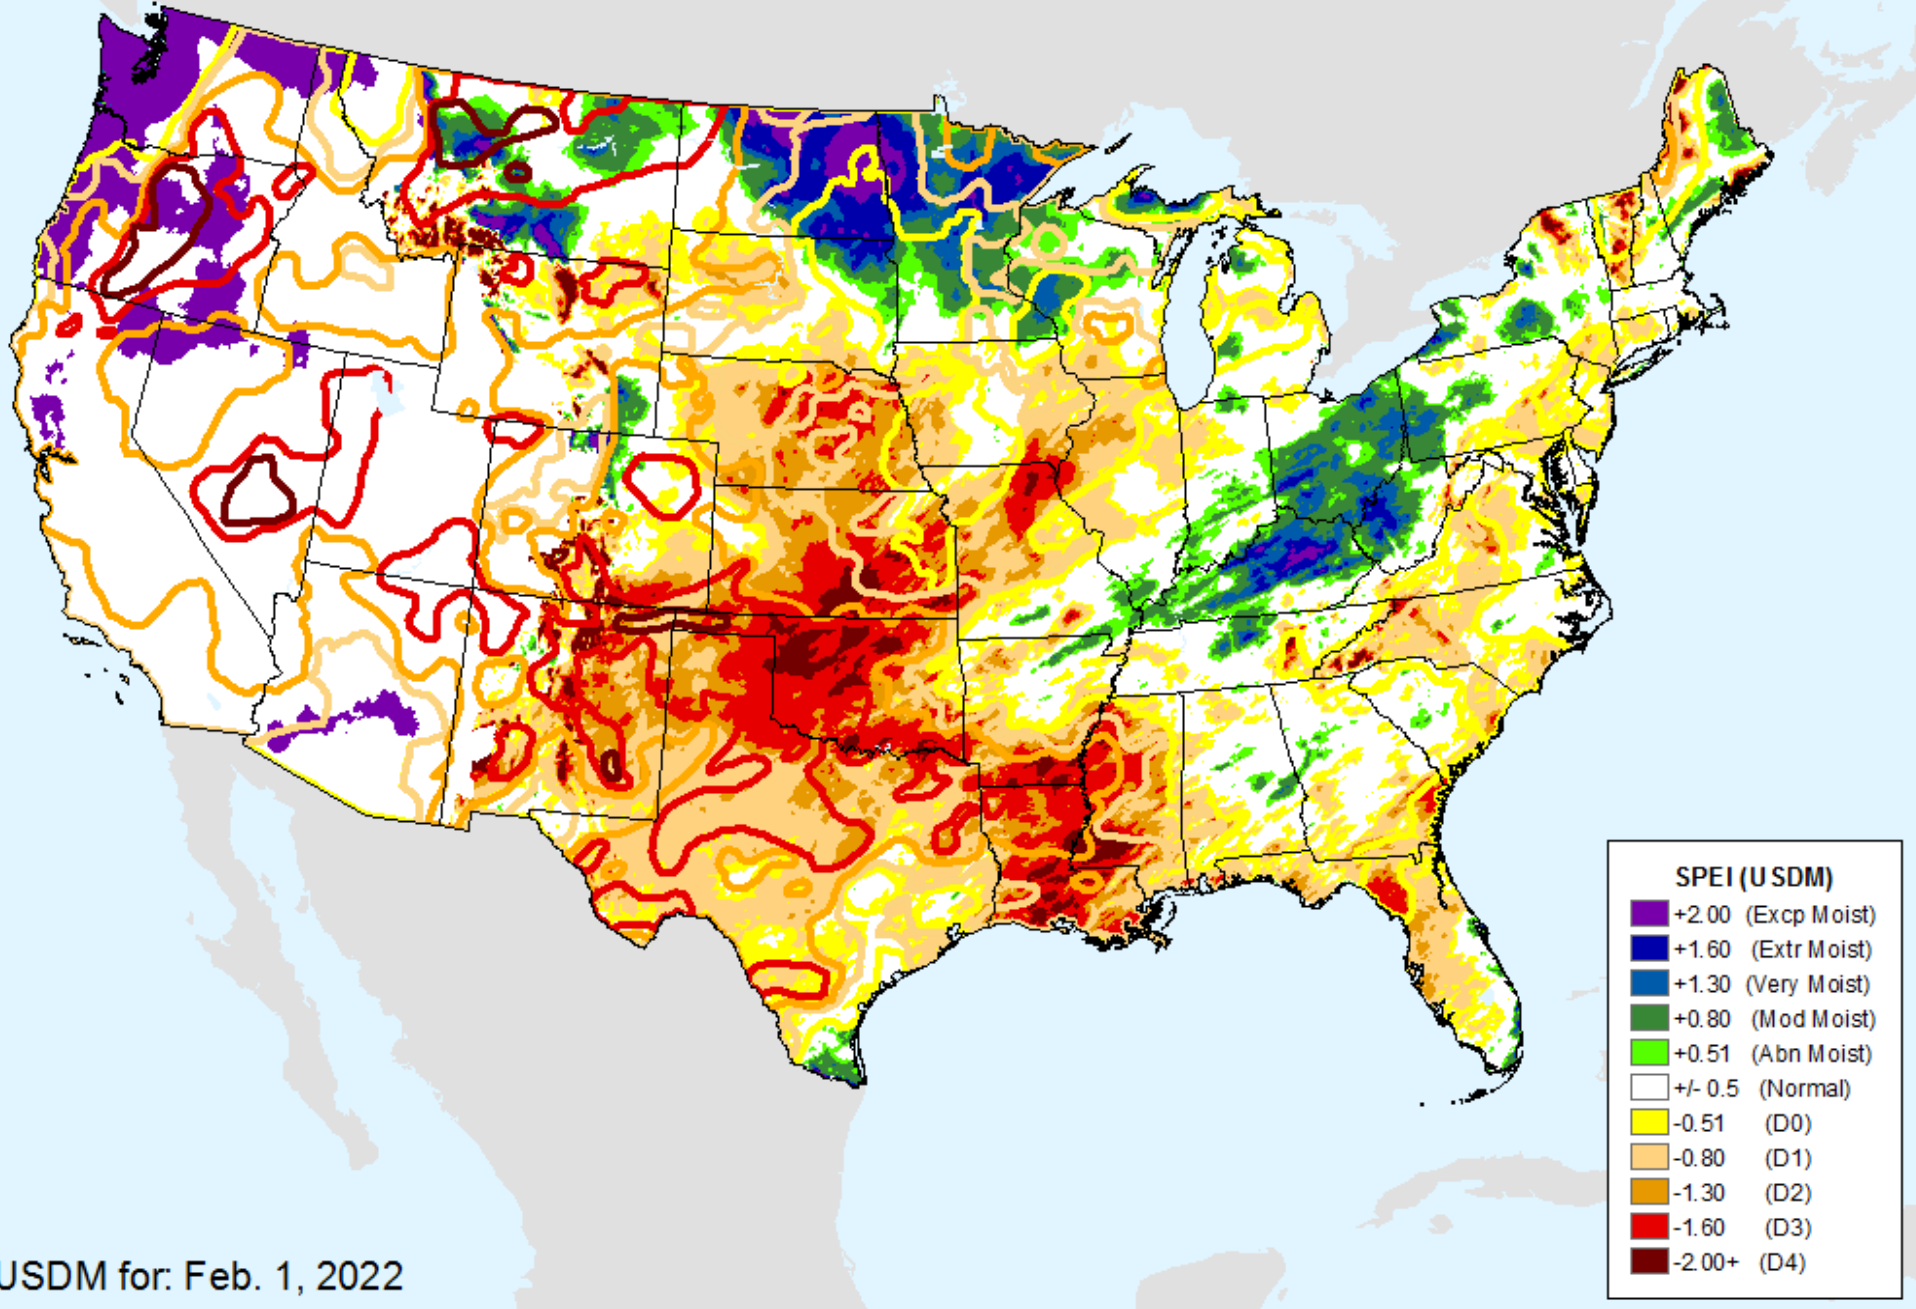 SPEI (USDM)
+2.00 (Excp Moist)
+1.60 (Extr Moist)
+1.30 (Very Moist)
+0.80 (Mod Moist)
+0.51 (Abn Moist)
+/- 0.5 (Normal)
-0.51 (D0)
-0.80 (D1)
-1.30 (D2)
-1.60 (D3)
-2.00+ (D4)
USDM for: Feb. 1, 2022